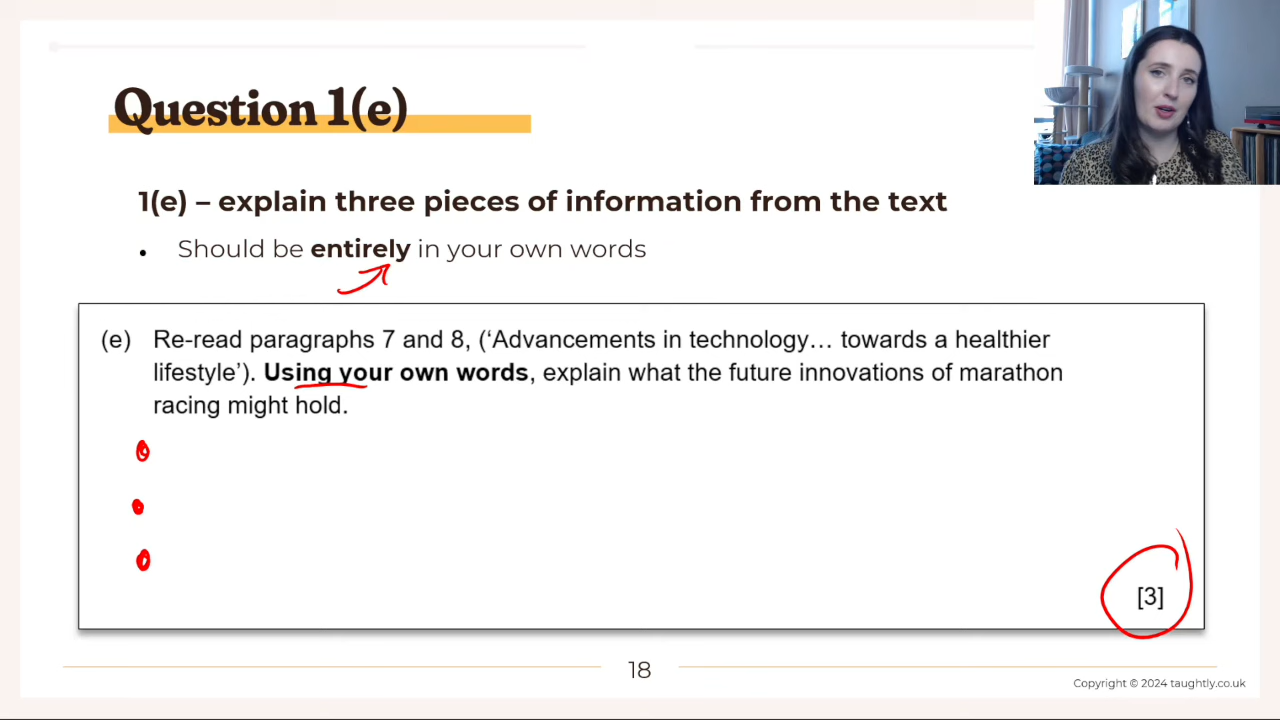 Question 1(e)
1(e) – explain three pieces of information from the text
• Should be entirely in your own words
(e) Re-read paragraphs 7 and 8, (‘Advancements in technology… towards a healthier
lifestyle’). Using your own words, explain what the future innovations of marathon
racing might hold.
[3]
18
Copyright © 2024 taughtly.co.uk